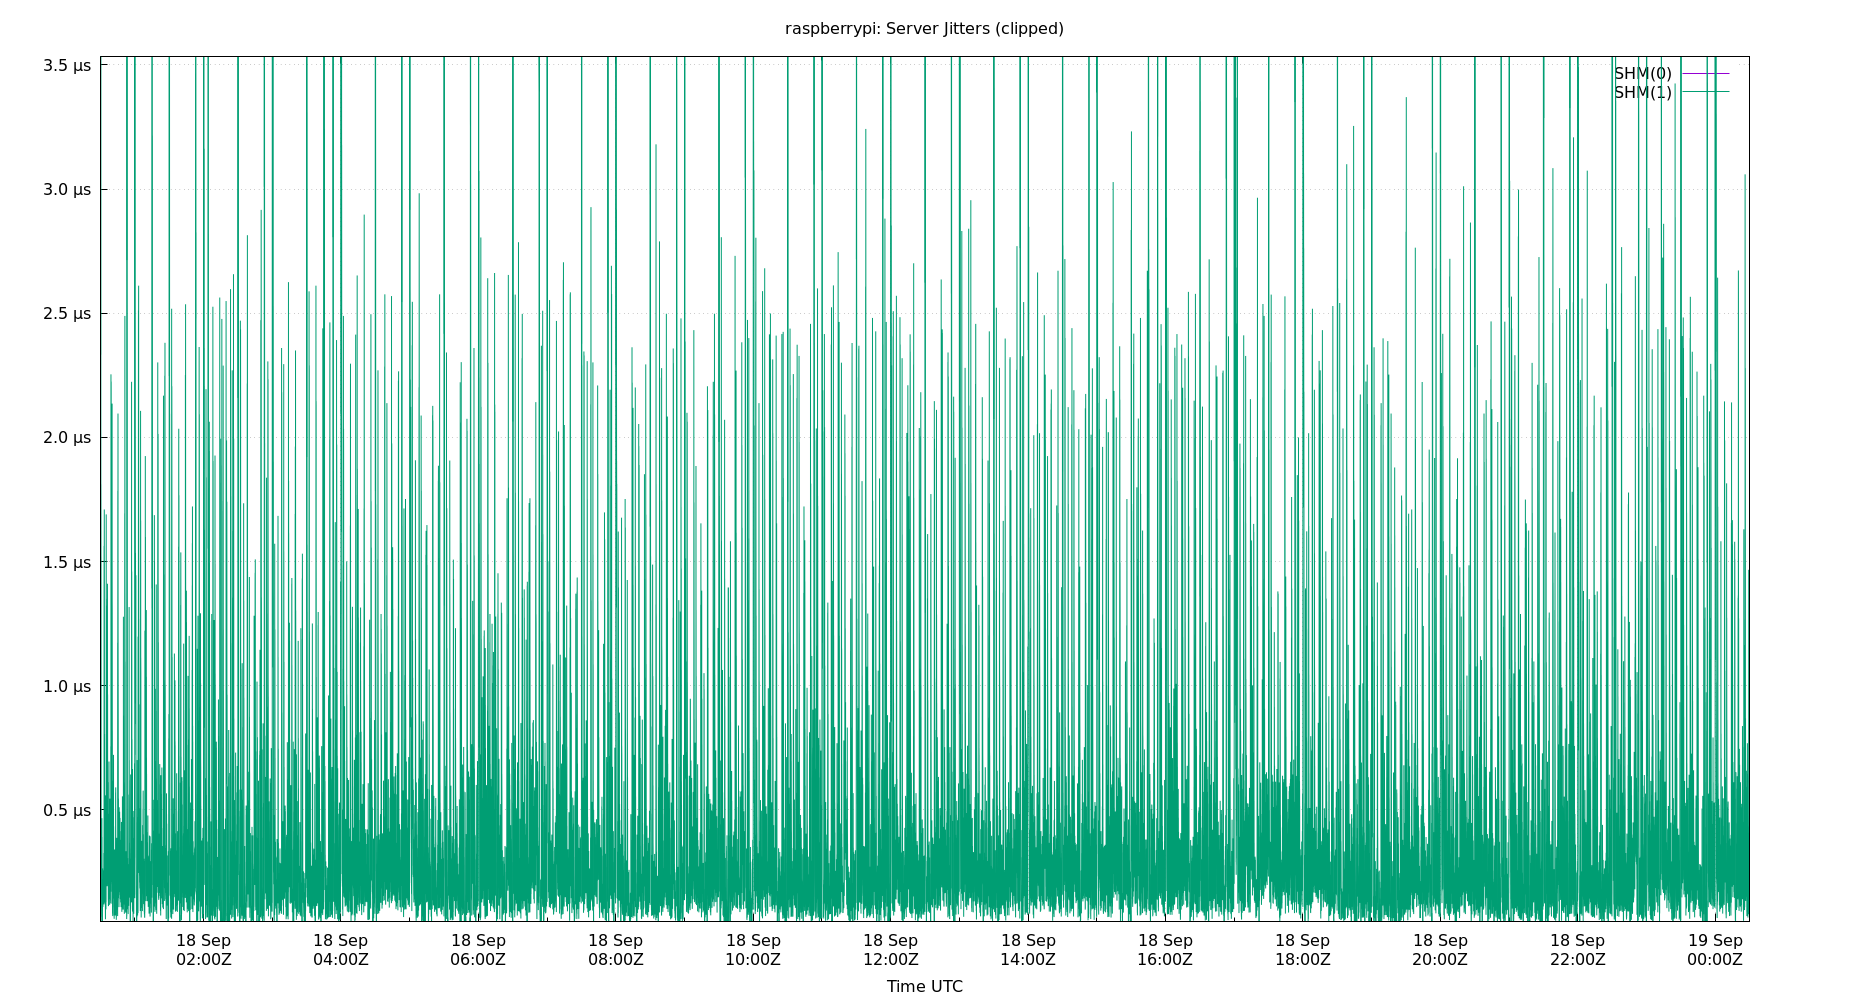 raspberrypi: Server Jitters (clipped)
3.5 µs
3.0 µs
2.5 µs
2.0 µs
1.5 µs
1.0 µs
0.5 µs
SHM(0)
SHM(1)
18 Sep 18 Sep 18 Sep 18 Sep 18 Sep 18 Sep 18 Sep 18 Sep 18 Sep 18 Sep 18 Sep 19 Sep
02:00Z 04:00Z 06:00Z 08:00Z 10:00Z 12:00Z 14:00Z 16:00Z 18:00Z 20:00Z 22:00Z 00:00Z
Time UTC